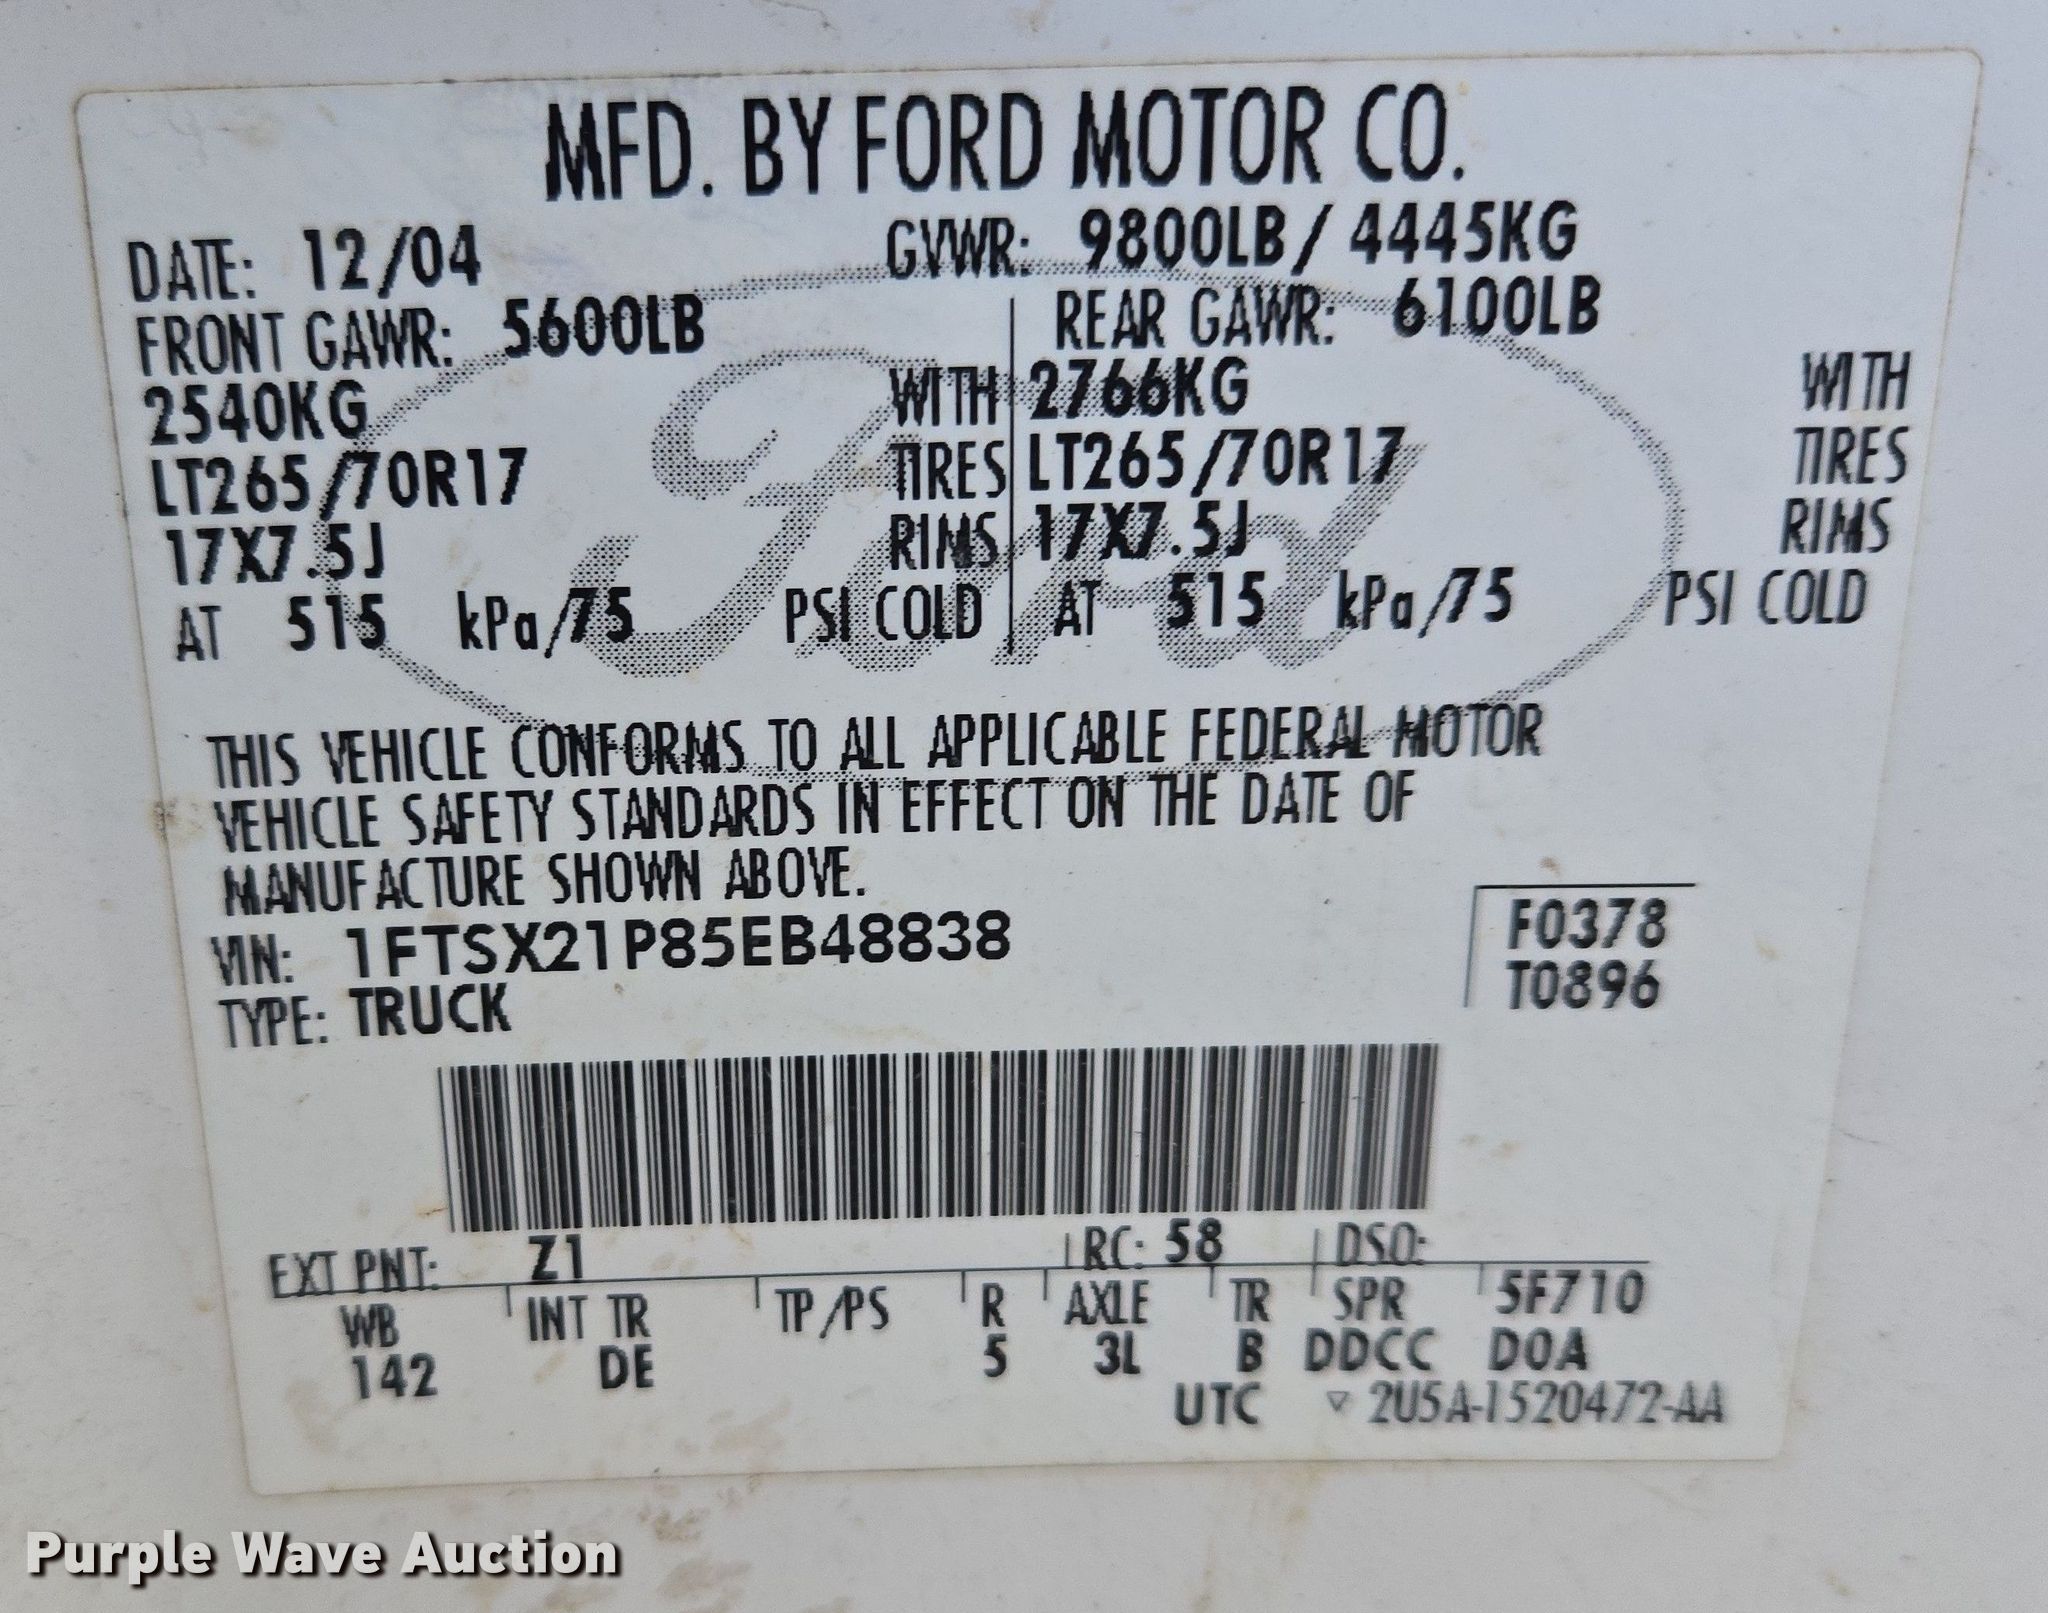 MFD. BY FORD MOTOR CO.
DATE: 12/04 GVWR: 9800LB/ 4445KG
FRONT GAWR: 5600LB REAR GAWR: 6100LB
2540KG WITH 2766KG WITH
LT265/70R17 TIRES LT265/70R17 TIRES
17X7.5J RIMS 17X7.5J RIMS
AT 515 kPa/75 PSI COLD AT 515 kPa/75 PSI COLD
Ford
THIS VEHICLE CONFORMS TO ALL APPLICABLE FEDERAL MOTOR
VEHICLE SAFETY STANDARDS IN EFFECT ON THE DATE OF
MANUFACTURE SHOWN ABOVE.
VIN: 1FTSX21P85EB48838 F0378
TYPE: TRUCK T0896
EXT PNT: Z1 RC: 58 DSO:
WB INT TR TP/PS R AXLE TR SPR 5F710
142 DE 5 3L B DDCC D0A
UTC ▽ 2U5A-1520472-AA
Purple Wave Auction